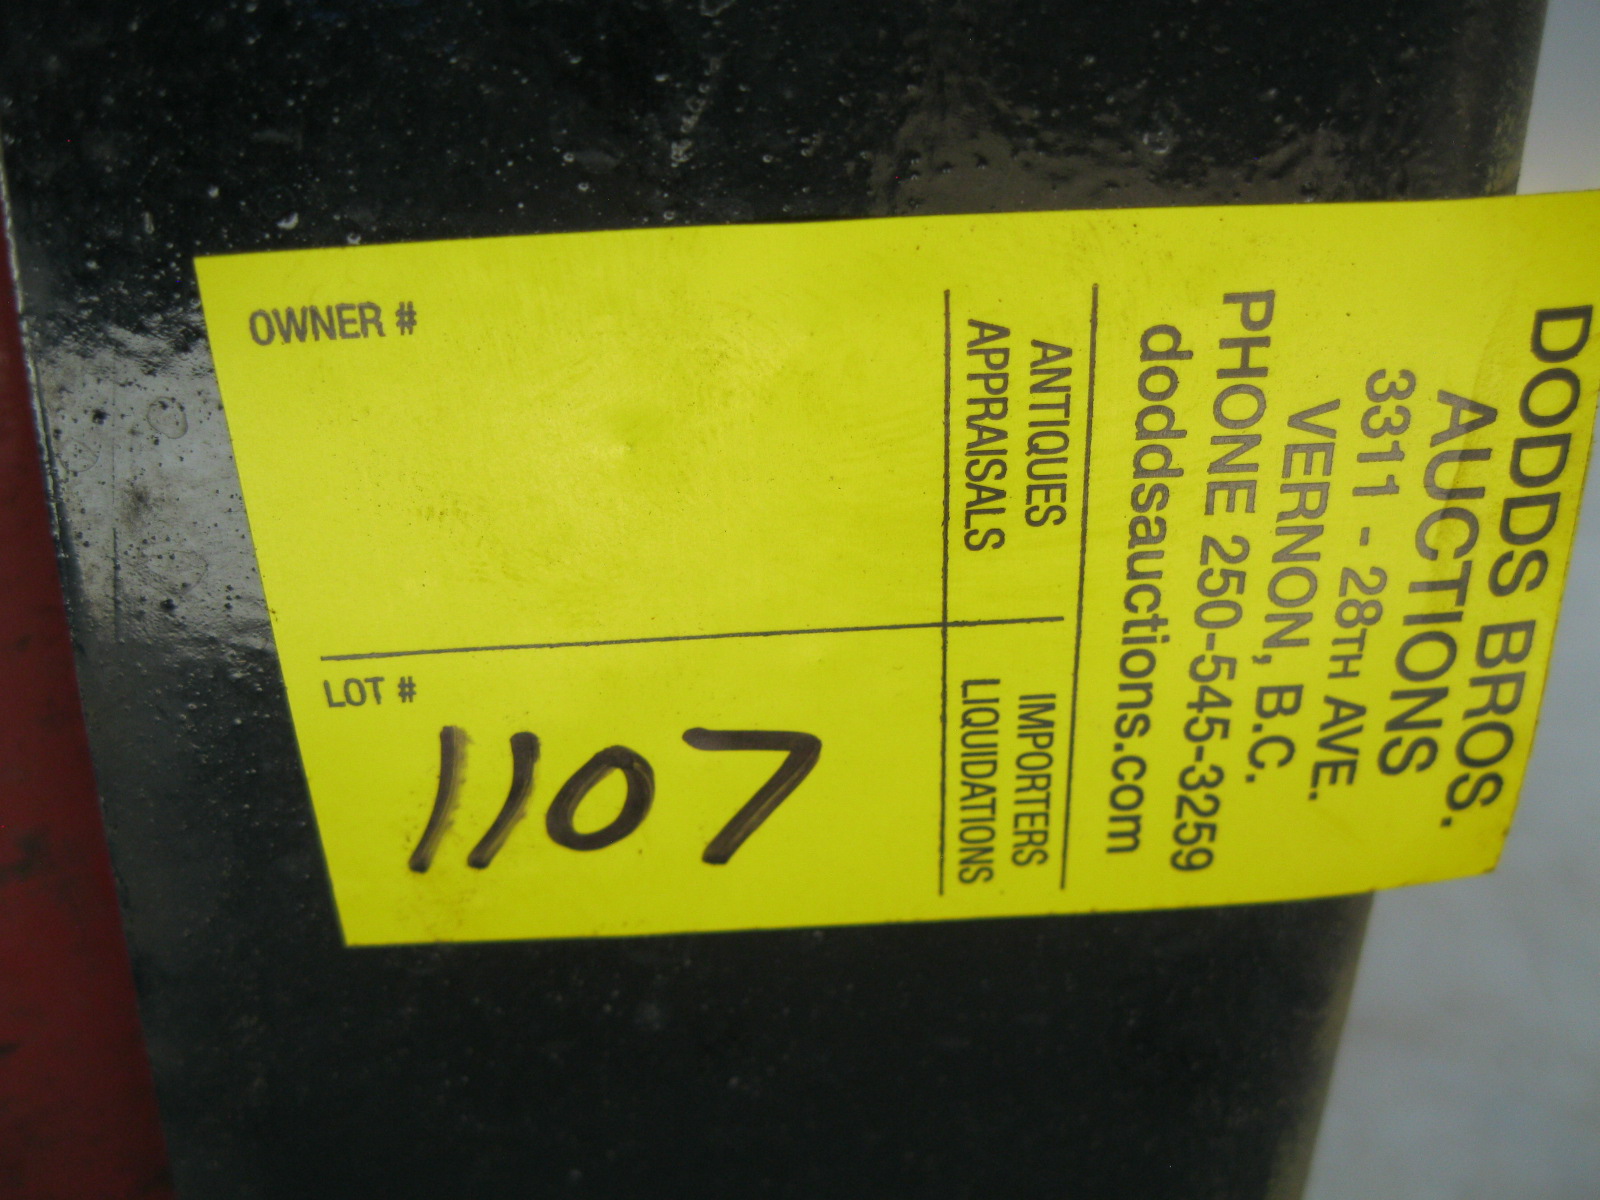 DODDS BROS.
AUCTIONS
3311 - 28TH AVE.
VERNON, B.C.
PHONE 250-545-3259
doddsauctions.com
ANTIQUES
APPRAISALS
IMPORTERS
LIQUIDATIONS
OWNER #
LOT #
1107